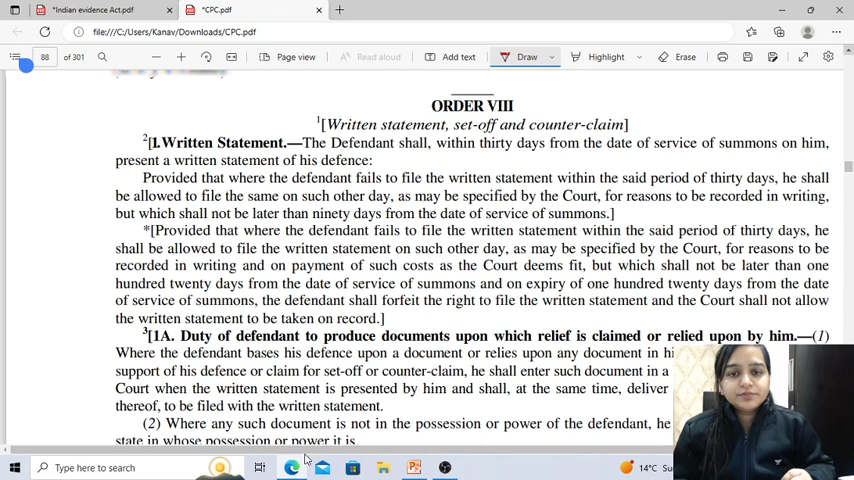 *Indian evidence Act.pdf
*CPC.pdf
file:///C:/Users/Kanav/Downloads/CPC.pdf
88 of 301
Page view
Read aloud
Add text
Draw
Highlight
Erase
ORDER VIII
1[Written statement, set-off and counter-claim]
2[1.Written Statement.—The Defendant shall, within thirty days from the date of service of summons on him,
present a written statement of his defence:
Provided that where the defendant fails to file the written statement within the said period of thirty days, he shall
be allowed to file the same on such other day, as may be specified by the Court, for reasons to be recorded in writing,
but which shall not be later than ninety days from the date of service of summons.]
*[Provided that where the defendant fails to file the written statement within the said period of thirty days, he
shall be allowed to file the written statement on such other day, as may be specified by the Court, for reasons to be
recorded in writing and on payment of such costs as the Court deems fit, but which shall not be later than one
hundred twenty days from the date of service of summons and on expiry of one hundred twenty days from the date
of service of summons, the defendant shall forfeit the right to file the written statement and the Court shall not allow
the written statement to be taken on record.]
3[1A. Duty of defendant to produce documents upon which relief is claimed or relied upon by him.—(1)
Where the defendant bases his defence upon a document or relies upon any document in hi
support of his defence or claim for set-off or counter-claim, he shall enter such document in a
Court when the written statement is presented by him and shall, at the same time, deliver
thereof, to be filed with the written statement.
(2) Where any such document is not in the possession or power of the defendant, he
state in whose possession or power it is.
Type here to search
14°C